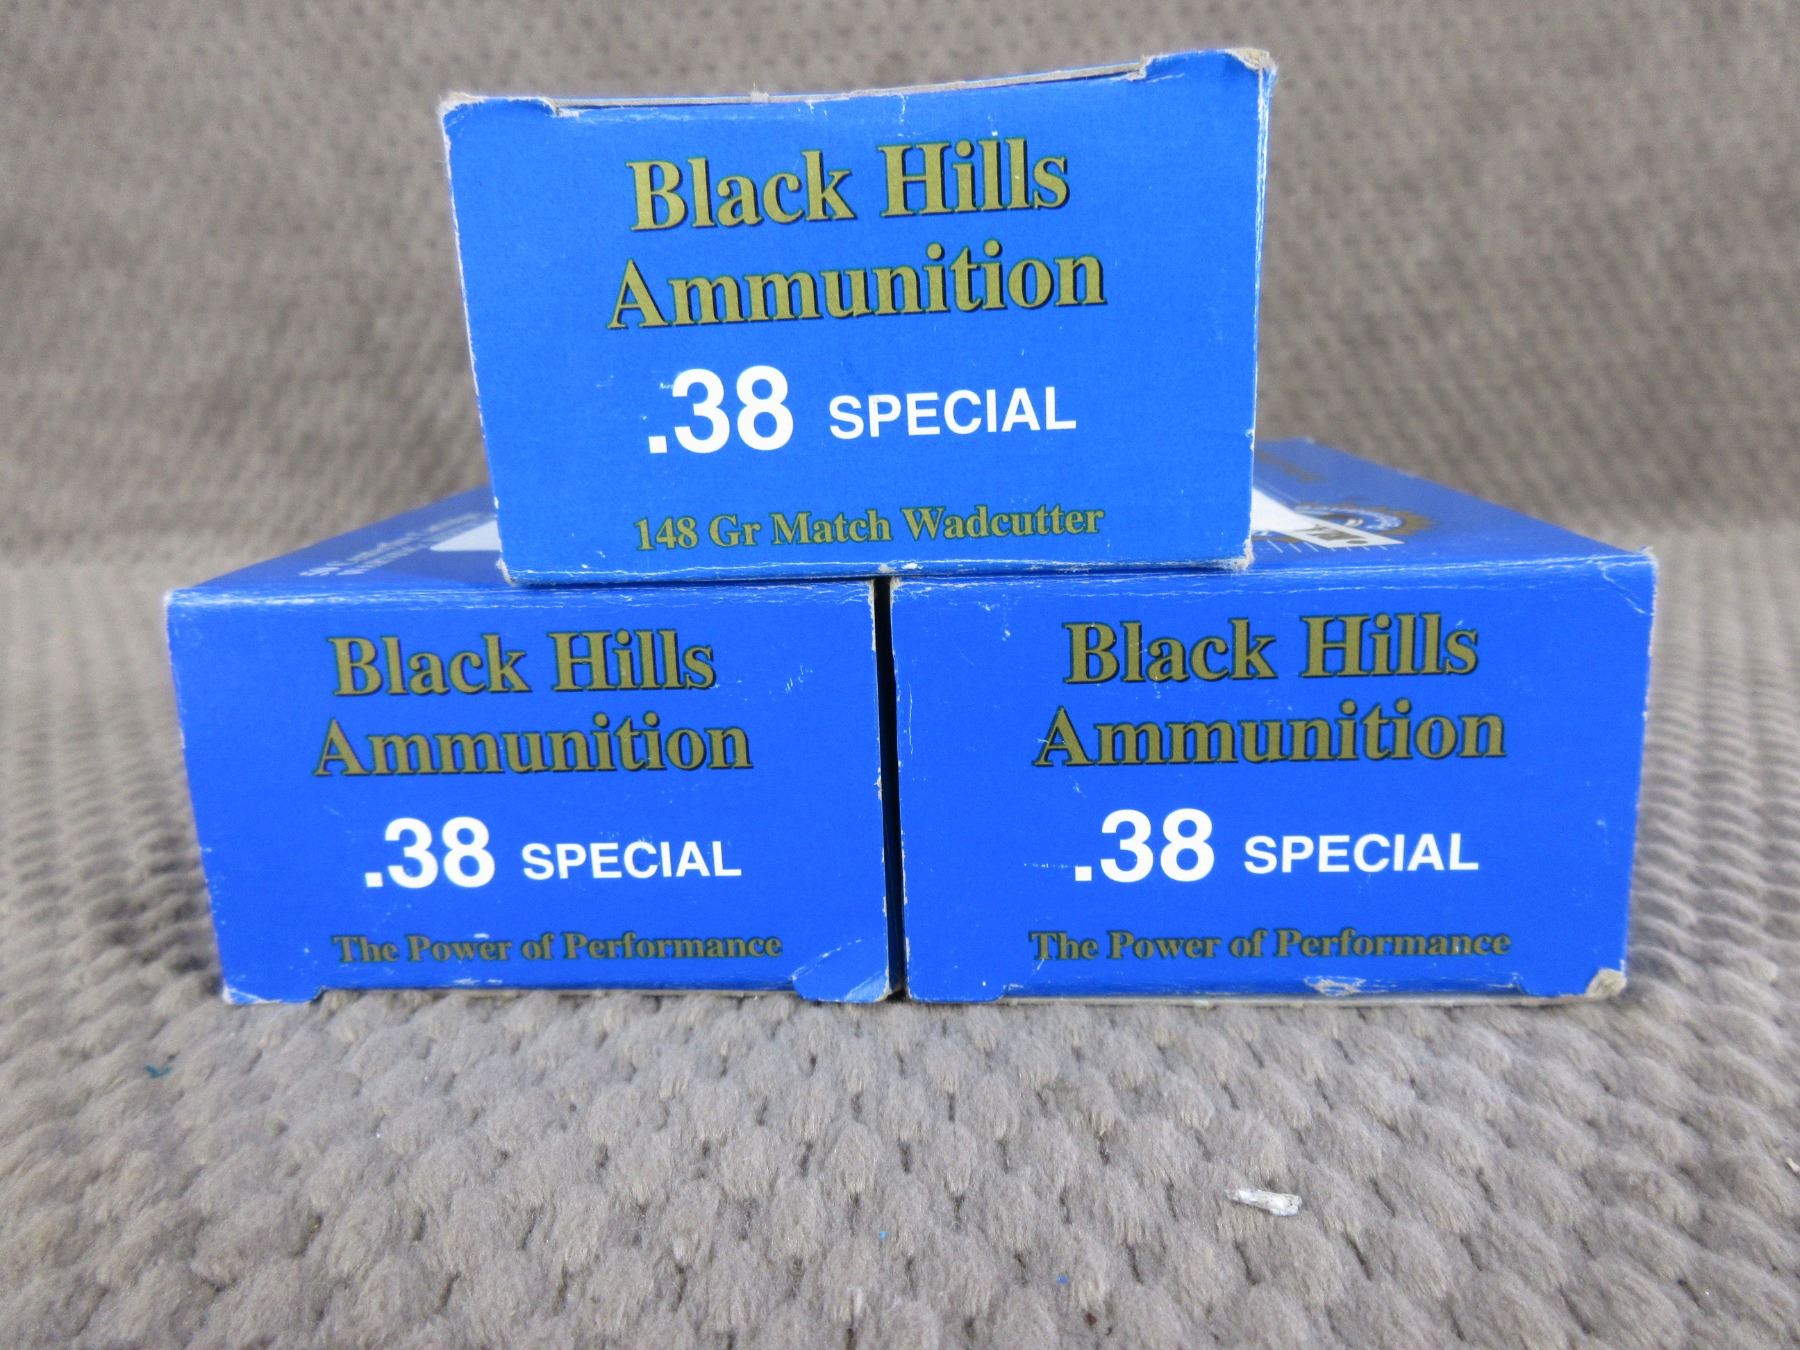 Black Hills
Ammunition
.38 SPECIAL
148 Gr Match Wadcutter
Black Hills
Ammunition
.38 SPECIAL
The Power of Performance
Black Hills
Ammunition
.38 SPECIAL
The Power of Performance